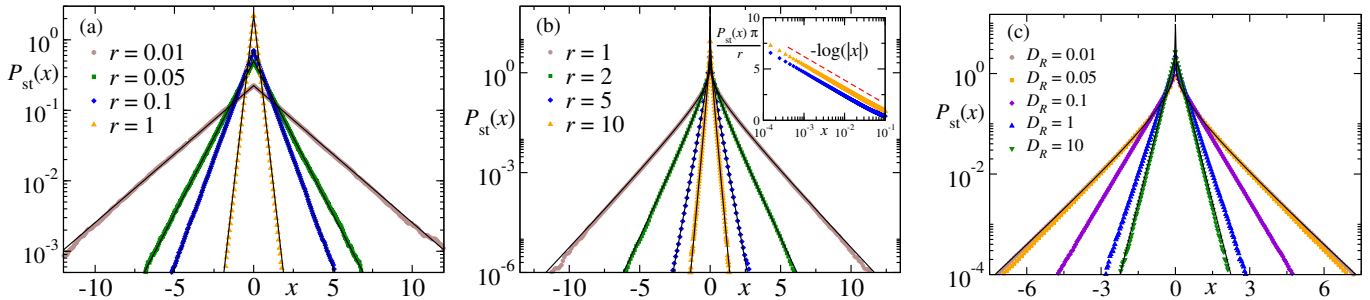 (a)
10^0
P_st(x)
10^-1
10^-2
10^-3
r = 0.01
r = 0.05
r = 0.1
r = 1
-10 -5 0 5 x 10
(b)
10^0
P_st(x)
10^-3
10^-6
r = 1
r = 2
r = 5
r = 10
P_st(x) π
r
10
5
0
-log(|x|)
10^-4 10^-3 x 10^-2 10^-1
-10 -5 0 x 5 10
(c)
10^2
10^0
P_st(x)
10^-2
10^-4
D_R = 0.01
D_R = 0.05
D_R = 0.1
D_R = 1
D_R = 10
-6 -3 0 x 3 6